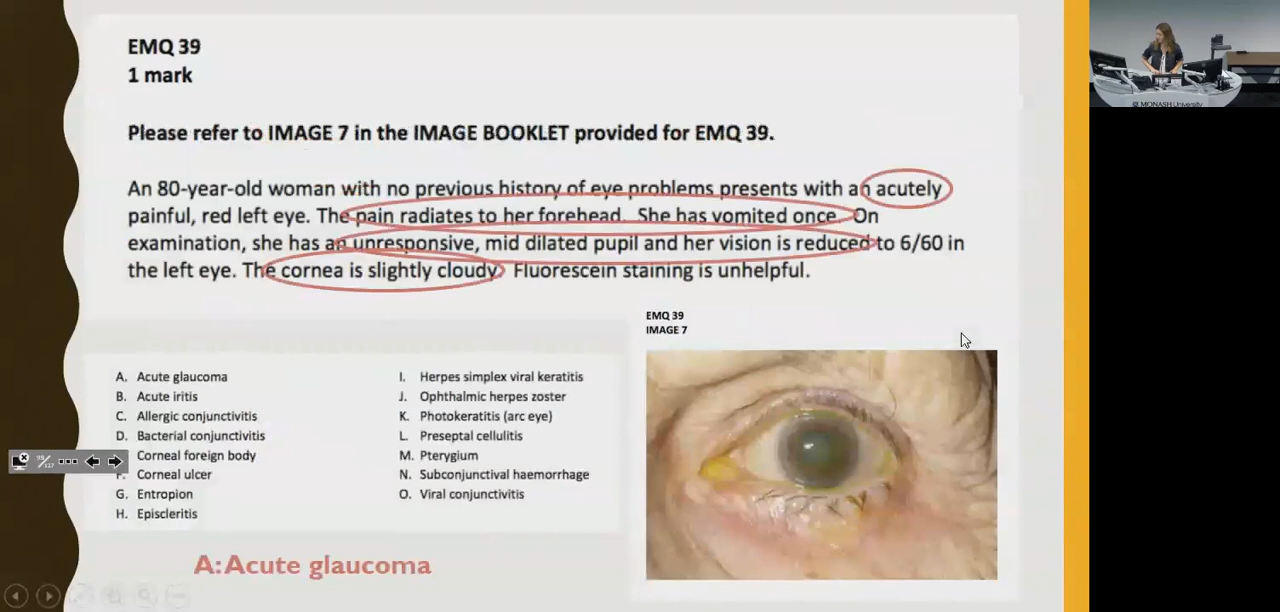 EMQ 39
1 mark
Please refer to IMAGE 7 in the IMAGE BOOKLET provided for EMQ 39.
An 80-year-old woman with no previous history of eye problems presents with an acutely
painful, red left eye. The pain radiates to her forehead. She has vomited once. On
examination, she has an unresponsive, mid dilated pupil and her vision is reduced to 6/60 in
the left eye. The cornea is slightly cloudy. Fluorescein staining is unhelpful.
EMQ 39
IMAGE 7
A. Acute glaucoma
B. Acute iritis
C. Allergic conjunctivitis
D. Bacterial conjunctivitis
Corneal foreign body
F. Corneal ulcer
G. Entropion
H. Episcleritis
I. Herpes simplex viral keratitis
J. Ophthalmic herpes zoster
K. Photokeratitis (arc eye)
L. Preseptal cellulitis
M. Pterygium
N. Subconjunctival haemorrhage
O. Viral conjunctivitis
A:Acute glaucoma
MONASH University